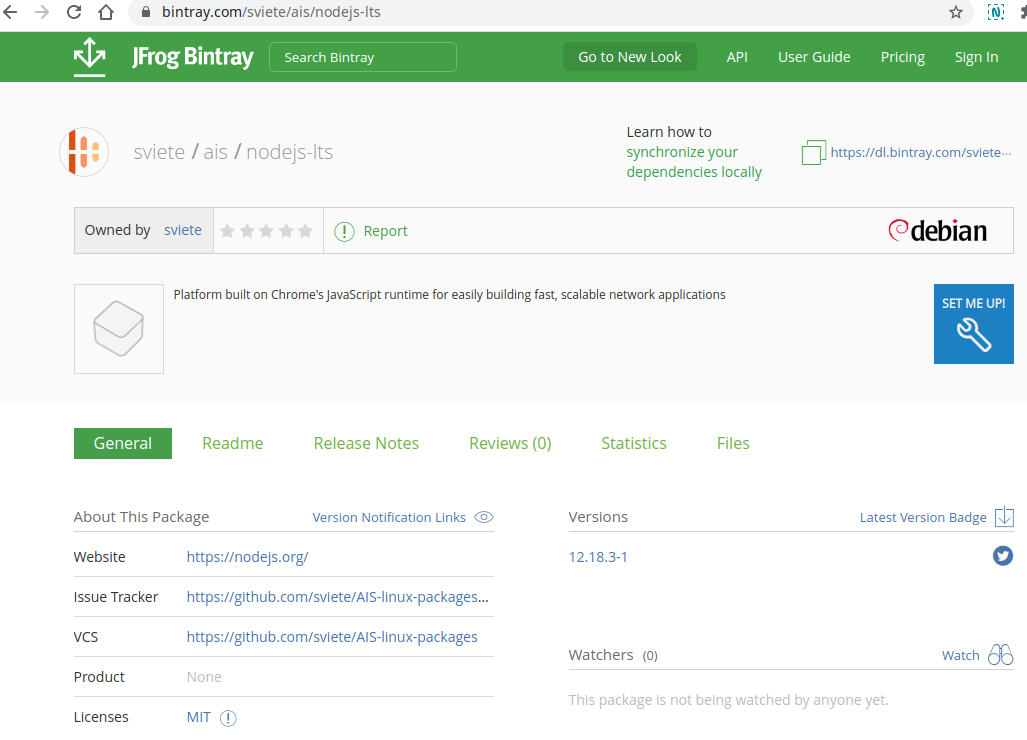 bintray.com/sviete/ais/nodejs-lts
JFrog Bintray
Search Bintray
Go to New Look
API
User Guide
Pricing
Sign In
sviete / ais / nodejs-lts
Learn how to
synchronize your
dependencies locally
https://dl.bintray.com/sviete...
Owned by sviete
Report
debian
Platform built on Chrome's JavaScript runtime for easily building fast, scalable network applications
SET ME UP!
General
Readme
Release Notes
Reviews (0)
Statistics
Files
About This Package
Version Notification Links
Website https://nodejs.org/
Issue Tracker https://github.com/sviete/AIS-linux-packages...
VCS https://github.com/sviete/AIS-linux-packages
Product None
Licenses MIT
Versions
Latest Version Badge
12.18.3-1
Watchers (0)
Watch
This package is not being watched by anyone yet.